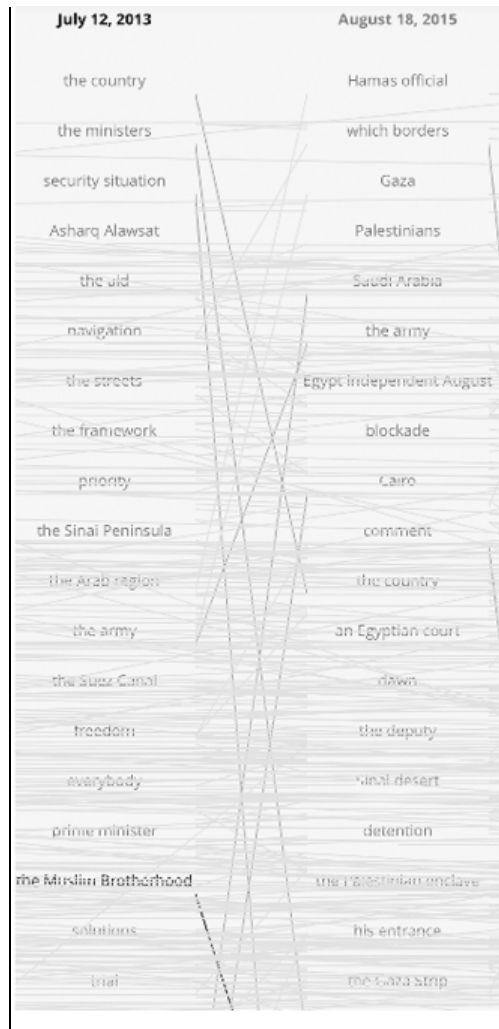 July 12, 2013
the country
the ministers
security situation
Asharq Alawsat
the uld
navigation
the streets
the framework
priority
the Sinai Peninsula
the Arab region
the army
the Suez Canal
freedom
everybody
prime minister
the Muslim Brotherhood
solutions
trial
August 18, 2015
Hamas official
which borders
Gaza
Palestinians
Saudi Arabia
the army
Egypt Independent August
blockade
Cairo
comment
the country
an Egyptian court
dawn
the deputy
Sinai desert
detention
the Palestinian enclave
his entrance
the Gaza Strip